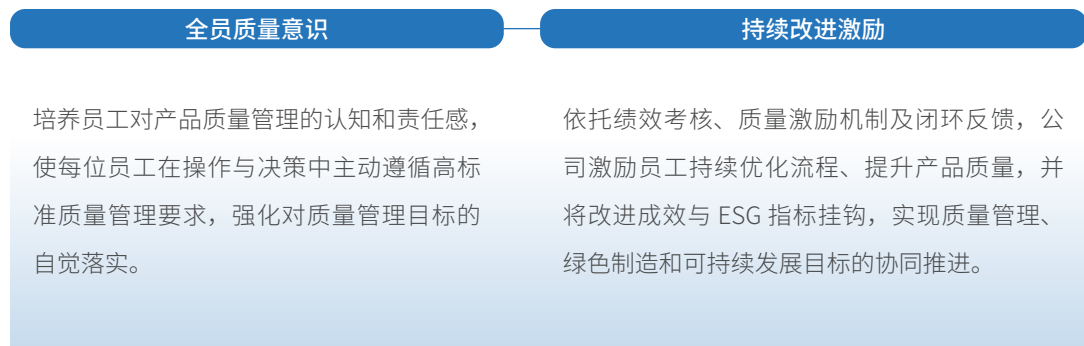 全员质量意识
培养员工对产品质量管理的认知和责任感，
使每位员工在操作与决策中主动遵循高标
准质量管理要求，强化对质量管理目标的
自觉落实。
持续改进激励
依托绩效考核、质量激励机制及闭环反馈，公
司激励员工持续优化流程、提升产品质量，并
将改进成效与 ESG 指标挂钩，实现质量管理、
绿色制造和可持续发展目标的协同推进。